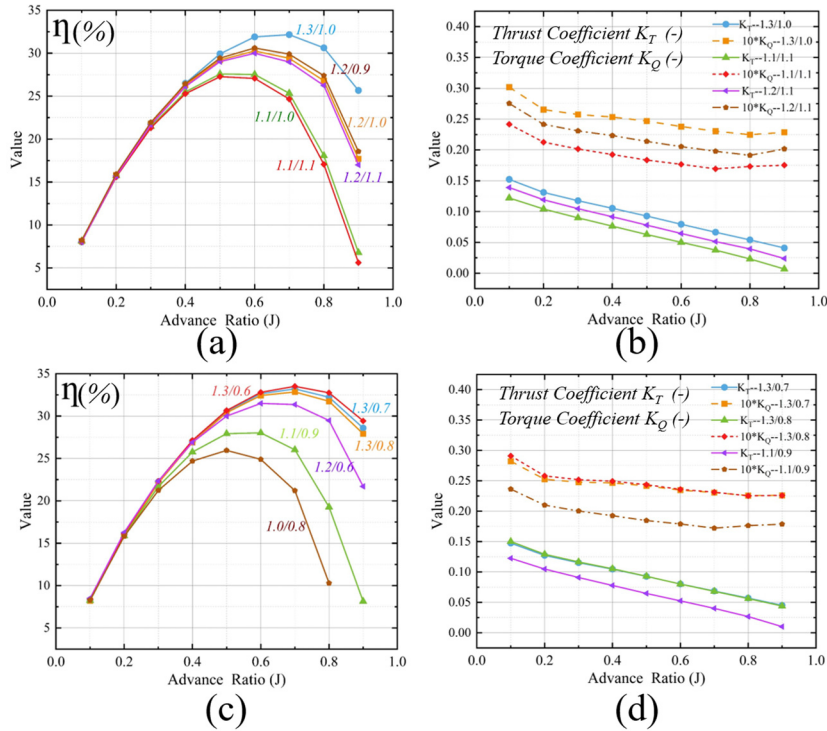 η(%)
35
30
25
20
15
10
5
Value
0.0 0.2 0.4 0.6 0.8 1.0
Advance Ratio (J)
1.3/1.0
1.2/0.9
1.2/1.0
1.1/1.0
1.2/1.1
1.1/1.1
(a)
Thrust Coefficient K_T (-)
Torque Coefficient K_Q (-)
K_T--1.3/1.0
10*K_Q--1.3/1.0
K_T--1.1/1.1
10*K_Q--1.1/1.1
K_T--1.2/1.1
10*K_Q--1.2/1.1
0.40
0.35
0.30
0.25
0.20
0.15
0.10
0.05
0.00
Value
0.0 0.2 0.4 0.6 0.8 1.0
Advance Ratio (J)
(b)
η(%)
35
30
25
20
15
10
5
Value
0.0 0.2 0.4 0.6 0.8 1.0
Advance Ratio (J)
1.3/0.6
1.3/0.7
1.1/0.9
1.3/0.8
1.2/0.6
1.0/0.8
(c)
Thrust Coefficient K_T (-)
Torque Coefficient K_Q (-)
K_T--1.3/0.7
10*K_Q--1.3/0.7
K_T--1.3/0.8
10*K_Q--1.3/0.8
K_T--1.1/0.9
10*K_Q--1.1/0.9
0.40
0.35
0.30
0.25
0.20
0.15
0.10
0.05
0.00
Value
0.0 0.2 0.4 0.6 0.8 1.0
Advance Ratio (J)
(d)